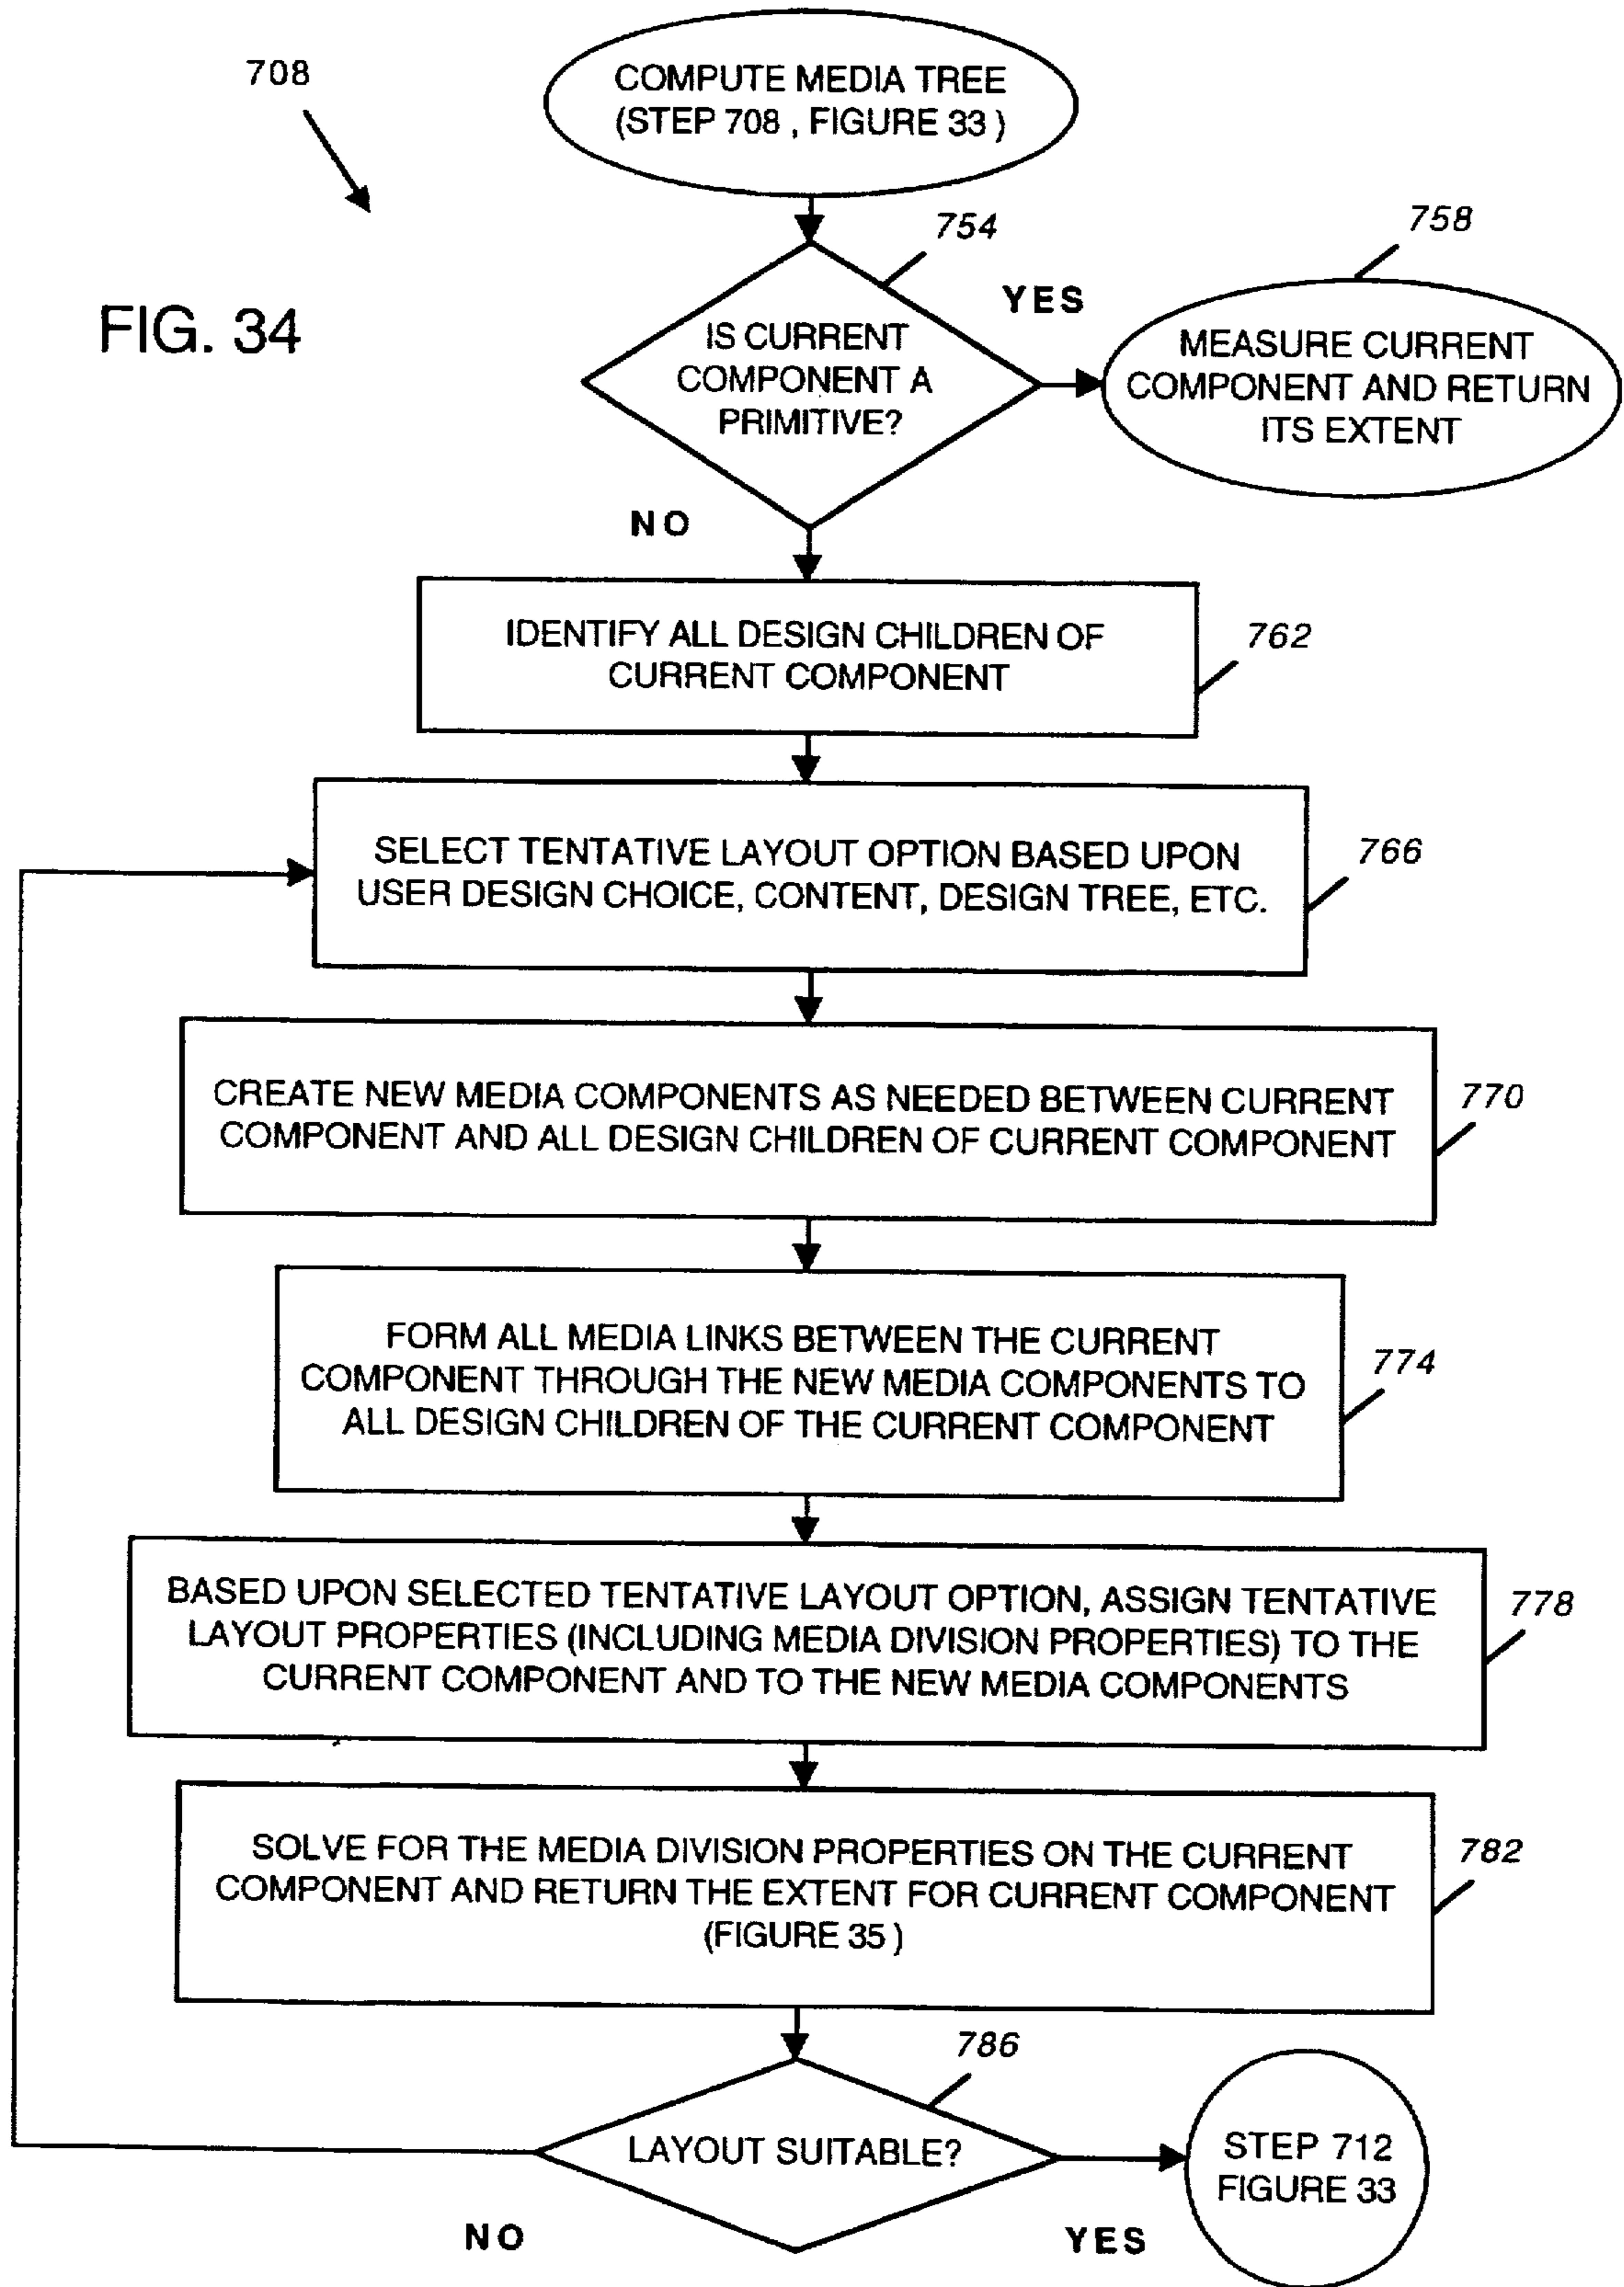 708
COMPUTE MEDIA TREE
(STEP 708 , FIGURE 33 )
754
758
FIG. 34
YES
IS CURRENT
COMPONENT A
PRIMITIVE?
MEASURE CURRENT
COMPONENT AND RETURN
ITS EXTENT
NO
IDENTIFY ALL DESIGN CHILDREN OF
CURRENT COMPONENT
762
SELECT TENTATIVE LAYOUT OPTION BASED UPON
USER DESIGN CHOICE, CONTENT, DESIGN TREE, ETC.
766
CREATE NEW MEDIA COMPONENTS AS NEEDED BETWEEN CURRENT
COMPONENT AND ALL DESIGN CHILDREN OF CURRENT COMPONENT
770
FORM ALL MEDIA LINKS BETWEEN THE CURRENT
COMPONENT THROUGH THE NEW MEDIA COMPONENTS TO
ALL DESIGN CHILDREN OF THE CURRENT COMPONENT
774
BASED UPON SELECTED TENTATIVE LAYOUT OPTION, ASSIGN TENTATIVE
LAYOUT PROPERTIES (INCLUDING MEDIA DIVISION PROPERTIES) TO THE
CURRENT COMPONENT AND TO THE NEW MEDIA COMPONENTS
778
SOLVE FOR THE MEDIA DIVISION PROPERTIES ON THE CURRENT
COMPONENT AND RETURN THE EXTENT FOR CURRENT COMPONENT
(FIGURE 35 )
782
786
LAYOUT SUITABLE?
STEP 712
FIGURE 33
NO
YES